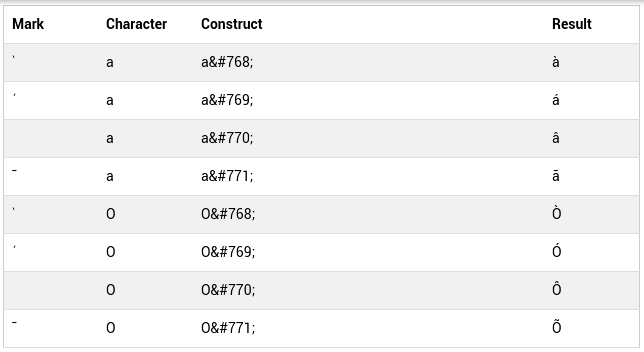 Mark Character Construct Result
̀ a a&#768; à
́ a a&#769; á
a a&#770; â
̃ a a&#771; ã
̀ O O&#768; Ò
́ O O&#769; Ó
O O&#770; Ô
̃ O O&#771; Õ